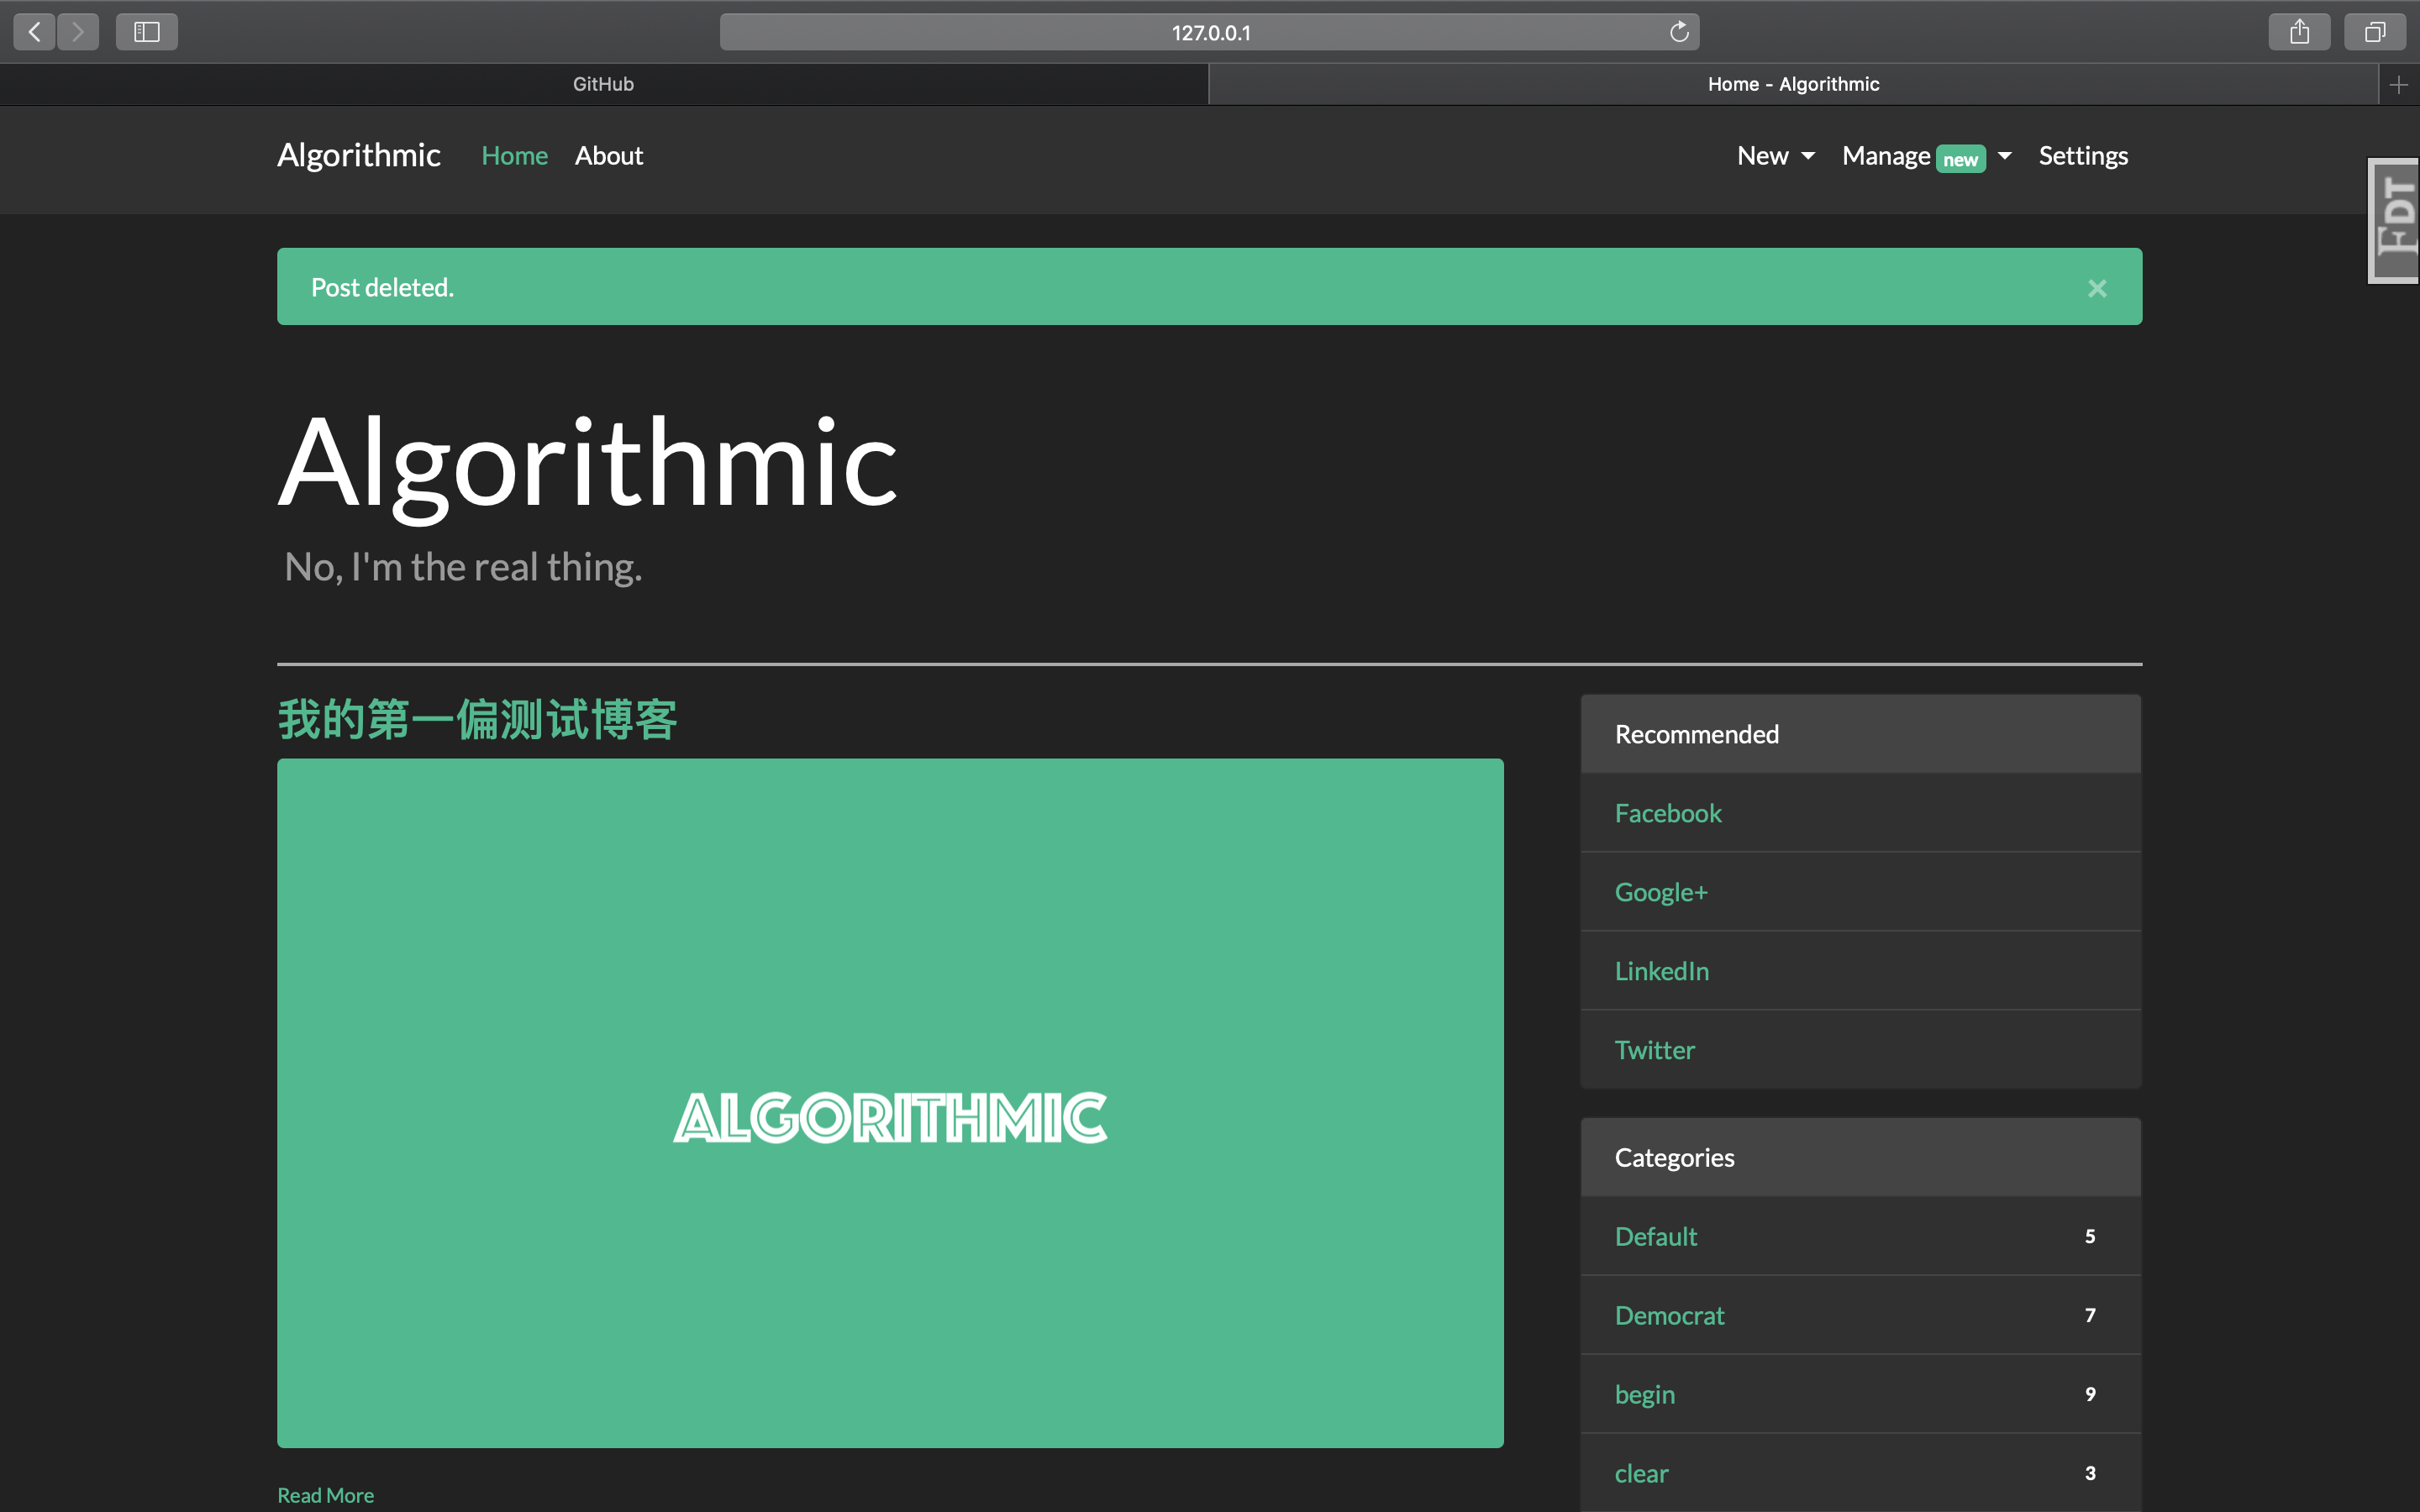 127.0.0.1
GitHub
Home - Algorithmic
Algorithmic Home About New Manage new Settings
FDT
Post deleted. ×
Algorithmic
No, I'm the real thing.
我的第一偏测试博客
ALGORITHMIC
Read More
Recommended
Facebook
Google+
LinkedIn
Twitter
Categories
Default 5
Democrat 7
begin 9
clear 3